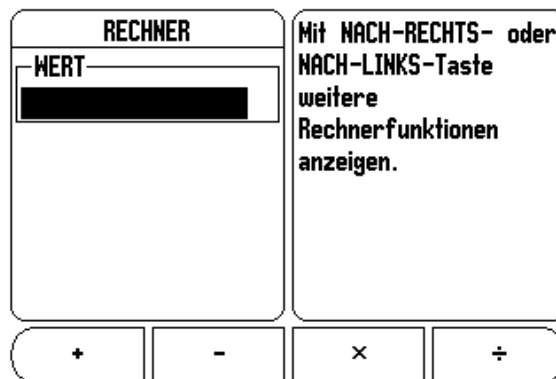 RECHNER
WERT
Mit NACH-RECHTS- oder
NACH-LINKS-Taste
weitere
Rechnerfunktionen
anzeigen.
+ - × ÷